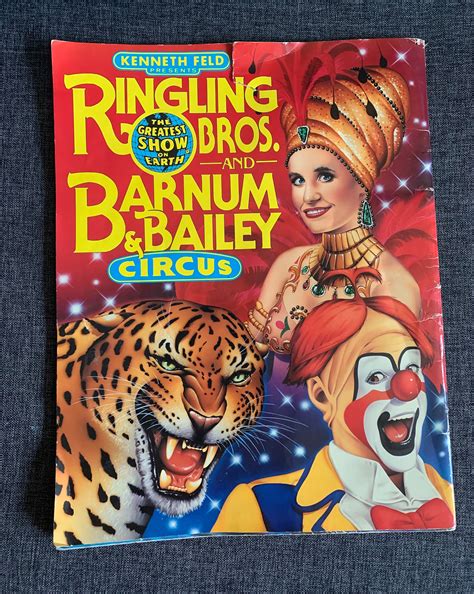 KENNETH FELD
PRESENTS
RINGLING
BROS.
THE
GREATEST
SHOW
ON
EARTH
AND
BARNUM
& BAILEY
CIRCUS